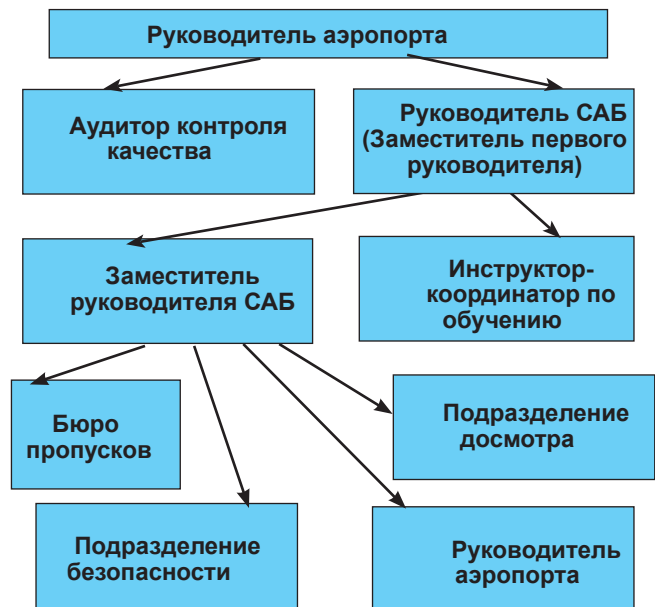 Руководитель аэропорта
Аудитор контроля
качества
Руководитель САБ
(Заместитель первого
руководителя)
Заместитель
руководителя САБ
Инструктор-
координатор по
обучению
Бюро
пропусков
Подразделение
досмотра
Подразделение
безопасности
Руководитель
аэропорта